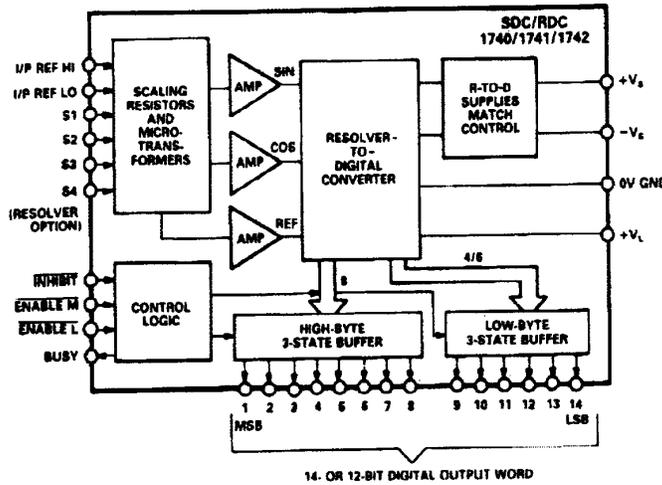 SDC/RDC
1740/1741/1742
I/P REF HI
I/P REF LO
S1
S2
S3
S4
(RESOLVER
OPTION)
SCALING
RESISTORS
AND
MICRO-
TRANS-
FORMERS
AMP
SIN
AMP
COS
AMP
REF
RESOLVER-
TO-
DIGITAL
CONVERTER
R-TO-D
SUPPLIES
MATCH
CONTROL
+VS
-VS
0V GND
+VL
INHIBIT
ENABLE M
ENABLE L
BUSY
CONTROL
LOGIC
8
4/6
HIGH-BYTE
3-STATE BUFFER
LOW-BYTE
3-STATE BUFFER
1 2 3 4 5 6 7 8 9 10 11 12 13 14
MSB LSB
14- OR 12-BIT DIGITAL OUTPUT WORD